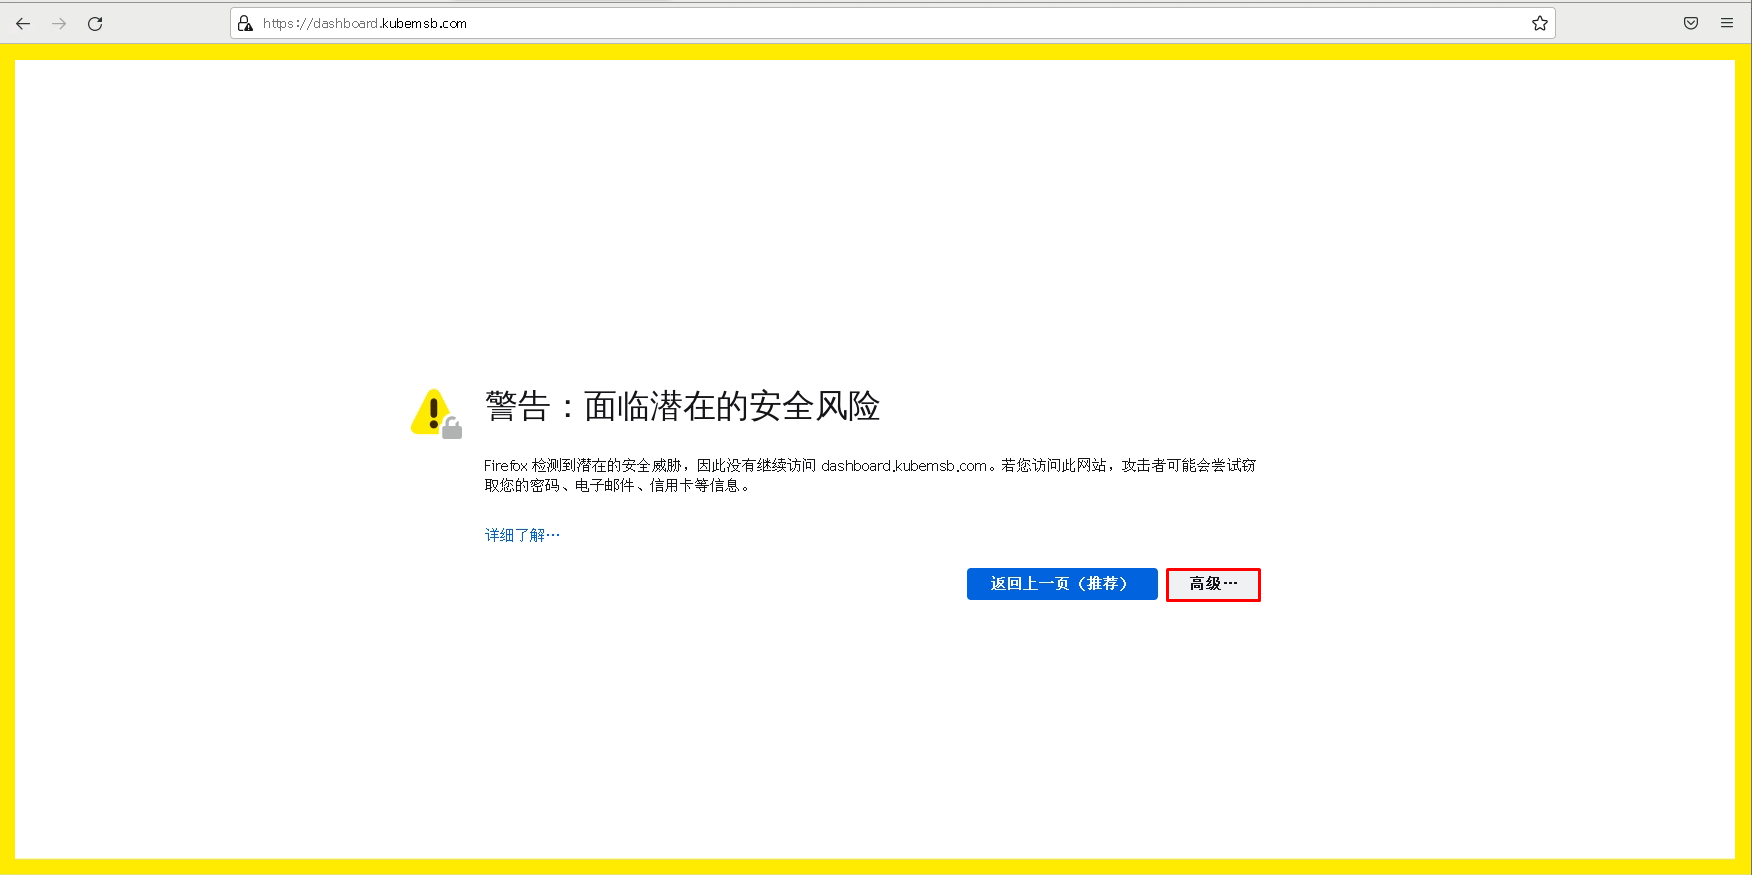 https://dashboard.kubemsb.com
警告：面临潜在的安全风险
Firefox 检测到潜在的安全威胁，因此没有继续访问 dashboard.kubemsb.com。若您访问此网站，攻击者可能会尝试窃
取您的密码、电子邮件、信用卡等信息。
详细了解…
返回上一页（推荐） 高级…